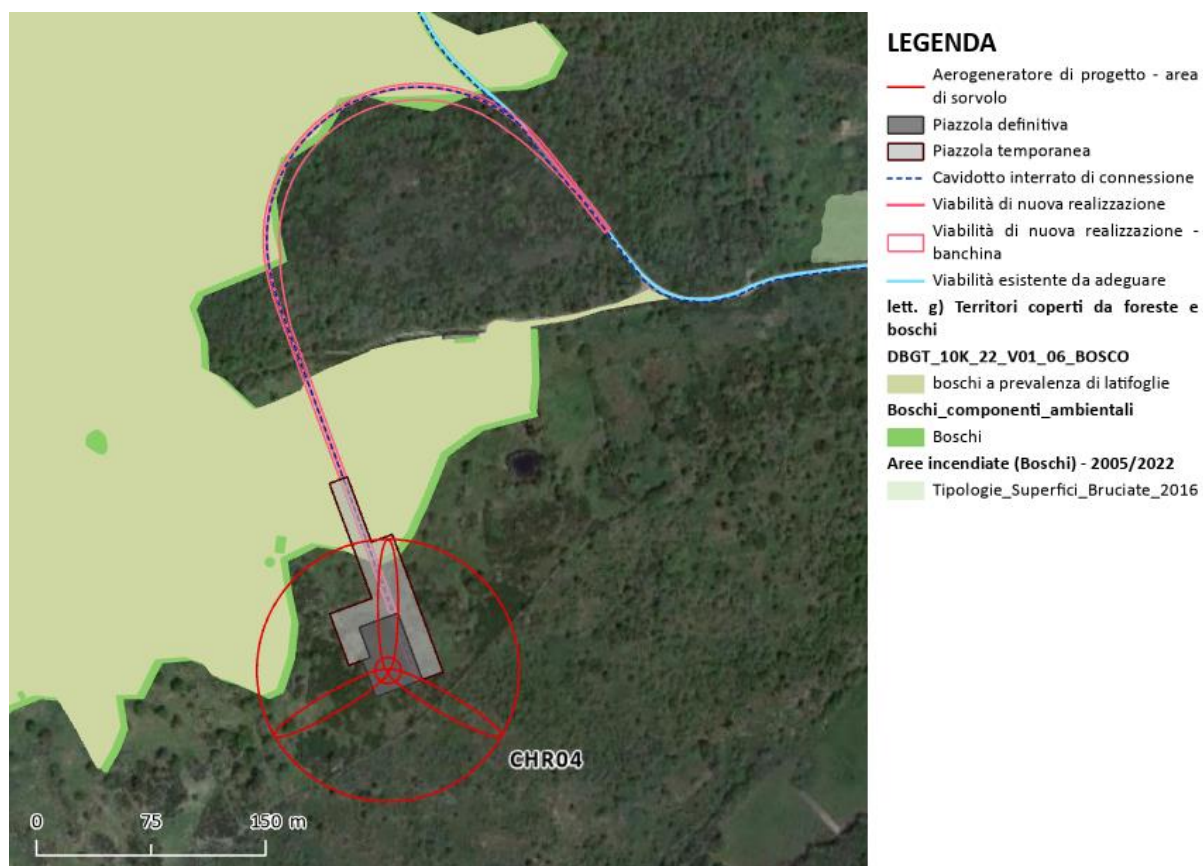 LEGENDA
Aerogeneratore di progetto - area
di sorvolo
Piazzola definitiva
Piazzola temporanea
Cavidotto interrato di connessione
Viabilità di nuova realizzazione
Viabilità di nuova realizzazione -
banchina
Viabilità esistente da adeguare
lett. g) Territori coperti da foreste e
boschi
DBGT_10K_22_V01_06_BOSCO
boschi a prevalenza di latifoglie
Boschi_componenti_ambientali
Boschi
Aree incendiate (Boschi) - 2005/2022
Tipologie_Superfici_Bruciate_2016
CHR04
0 75 150 m